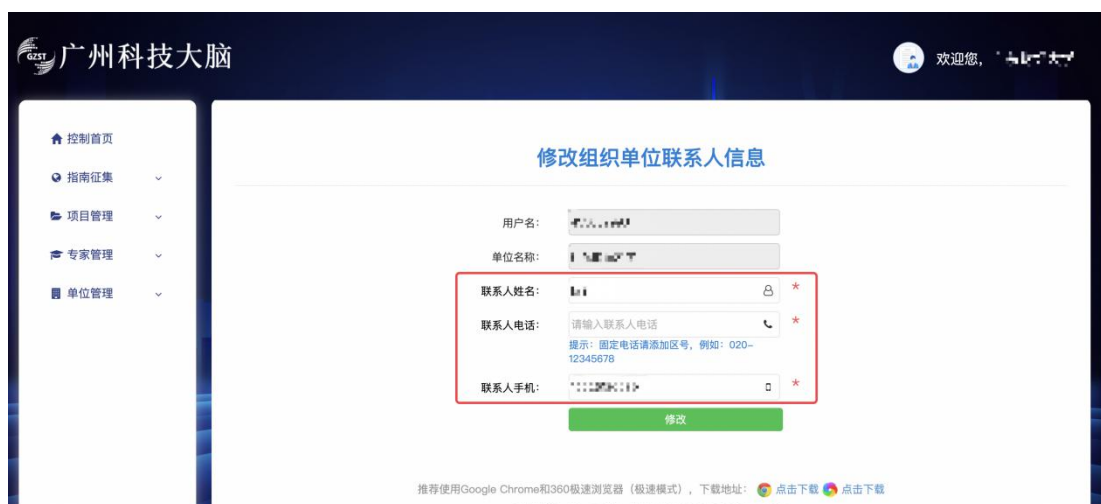 GZST 广州科技大脑
欢迎您,
控制首页
指南征集
项目管理
专家管理
单位管理
修改组织单位联系人信息
用户名:
单位名称:
联系人姓名: *
联系人电话: 请输入联系人电话 *
提示: 固定电话请添加区号, 例如: 020-
12345678
联系人手机: *
修改
推荐使用Google Chrome和360极速浏览器 (极速模式) , 下载地址: 点击下载 点击下载